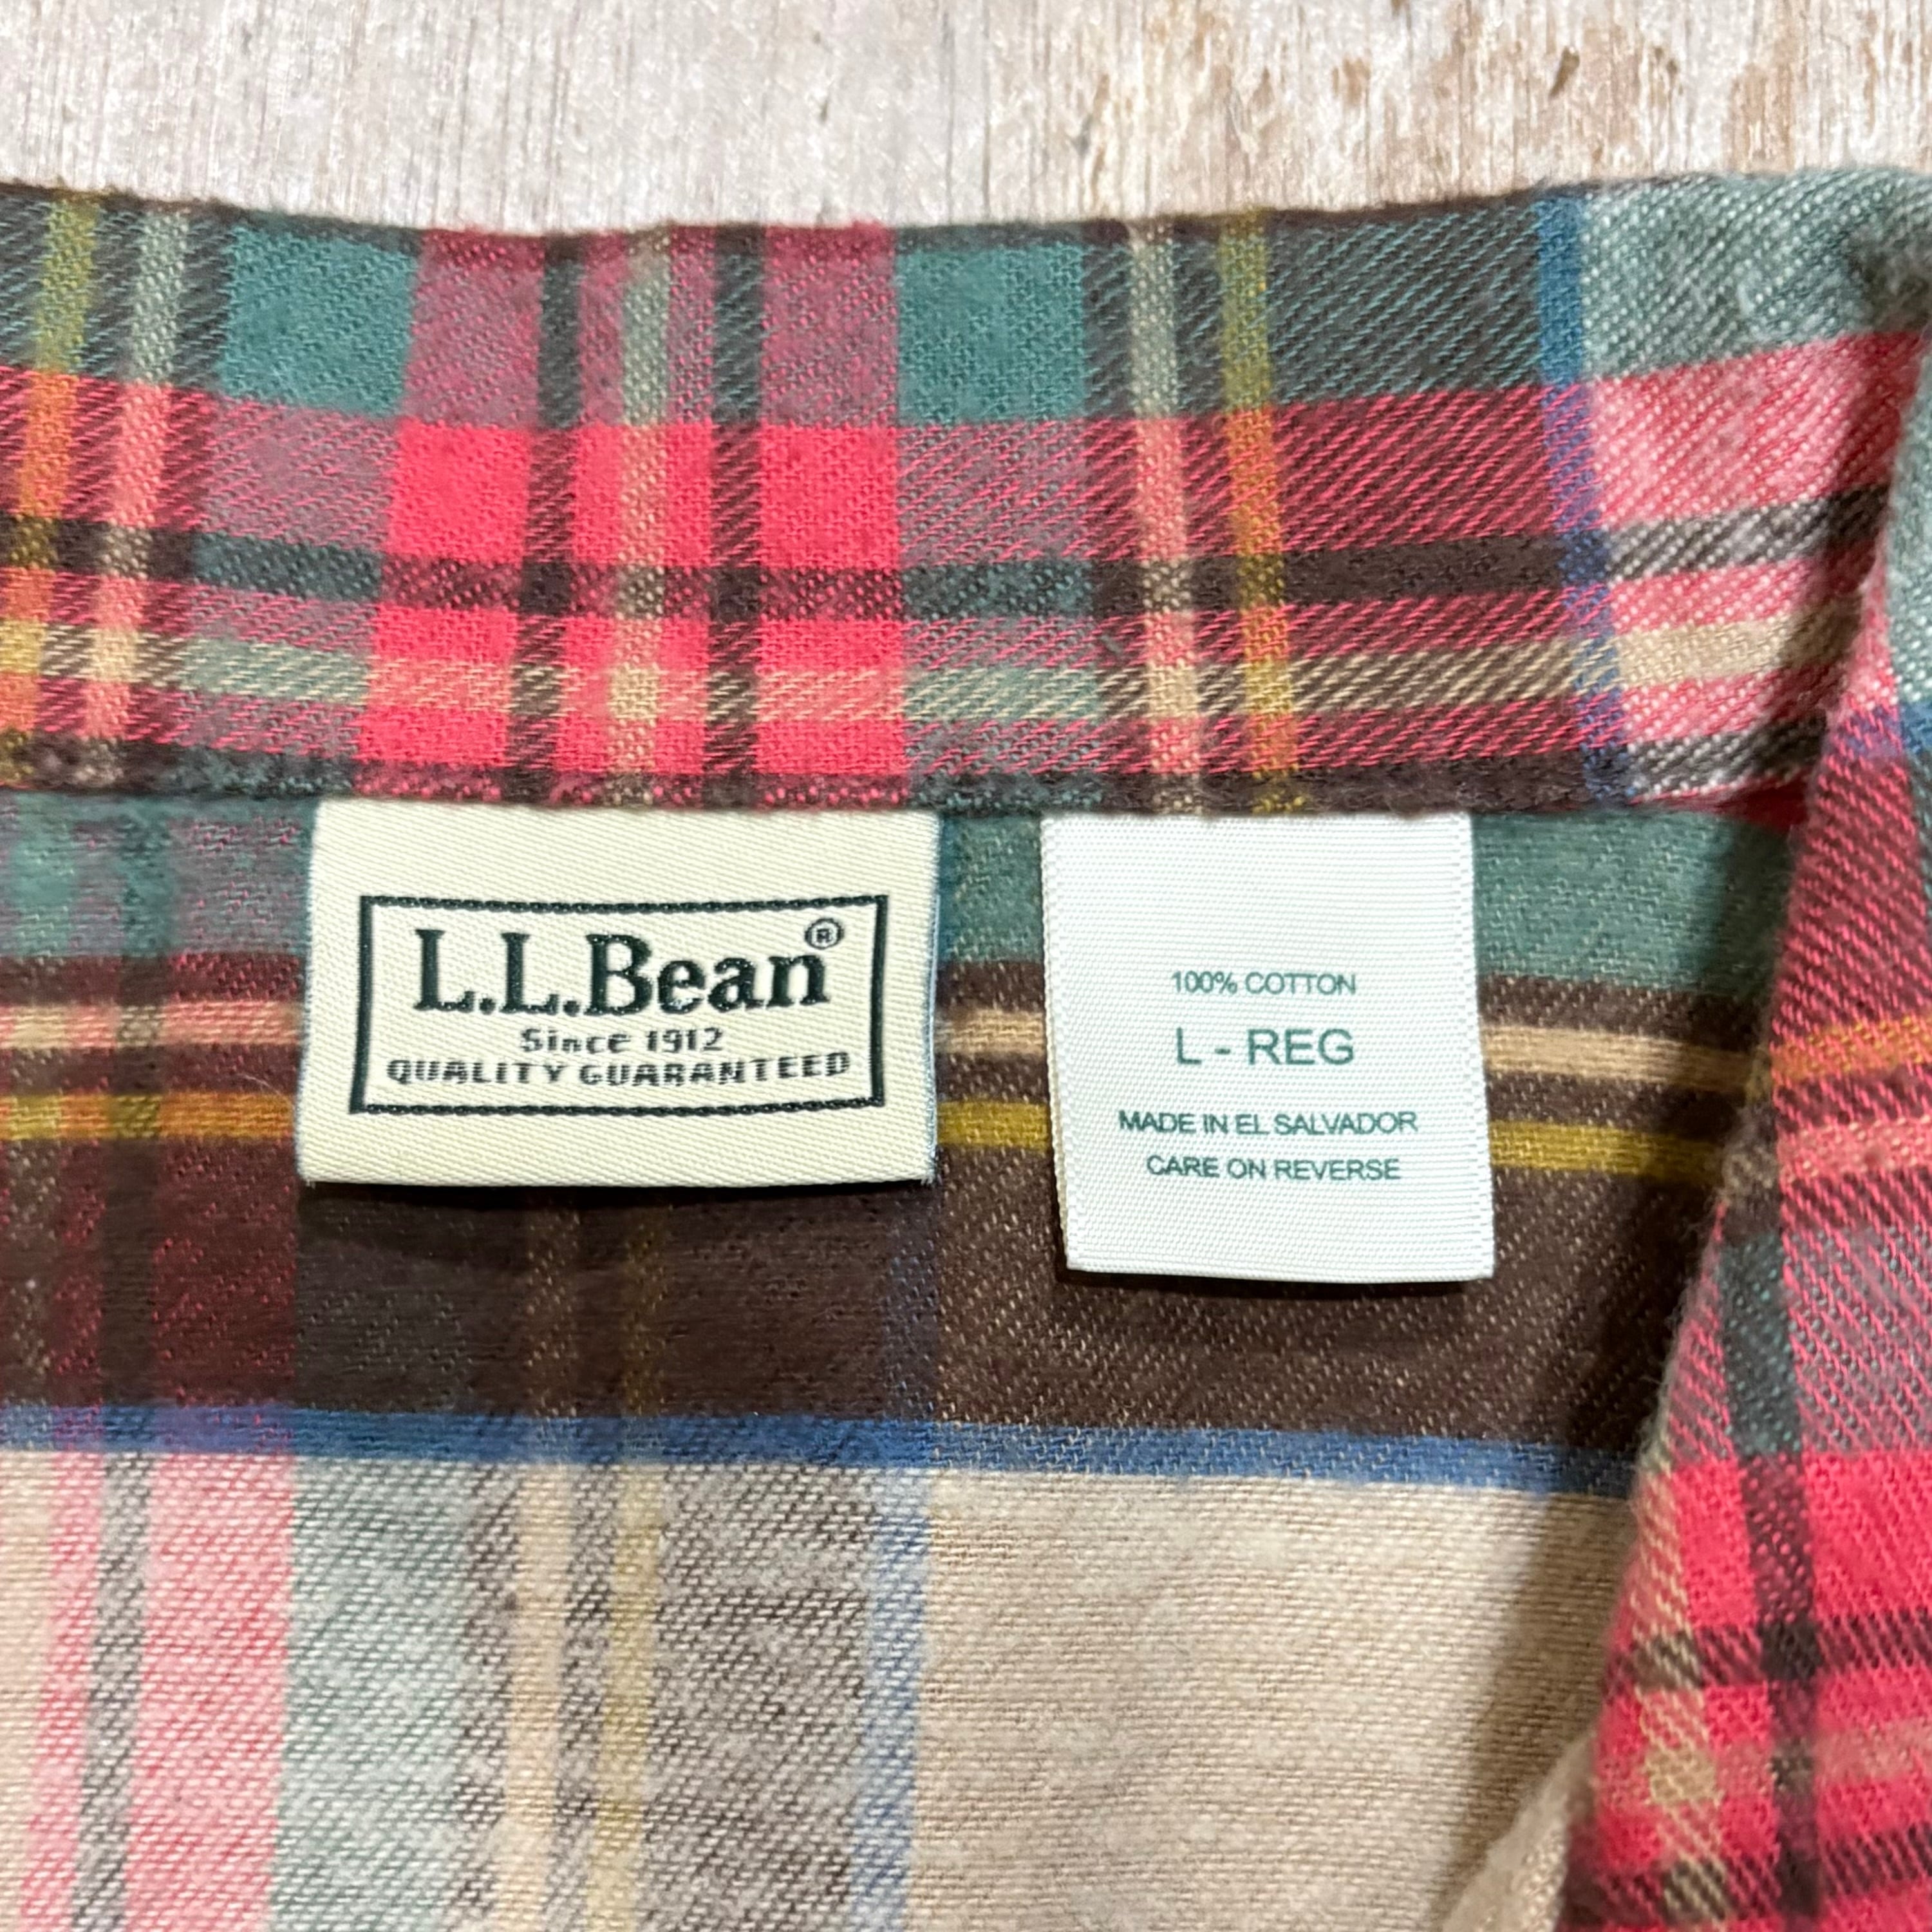 L.L.Bean®
Since 1912
QUALITY GUARANTEED
100% COTTON
L - REG
MADE IN EL SALVADOR
CARE ON REVERSE